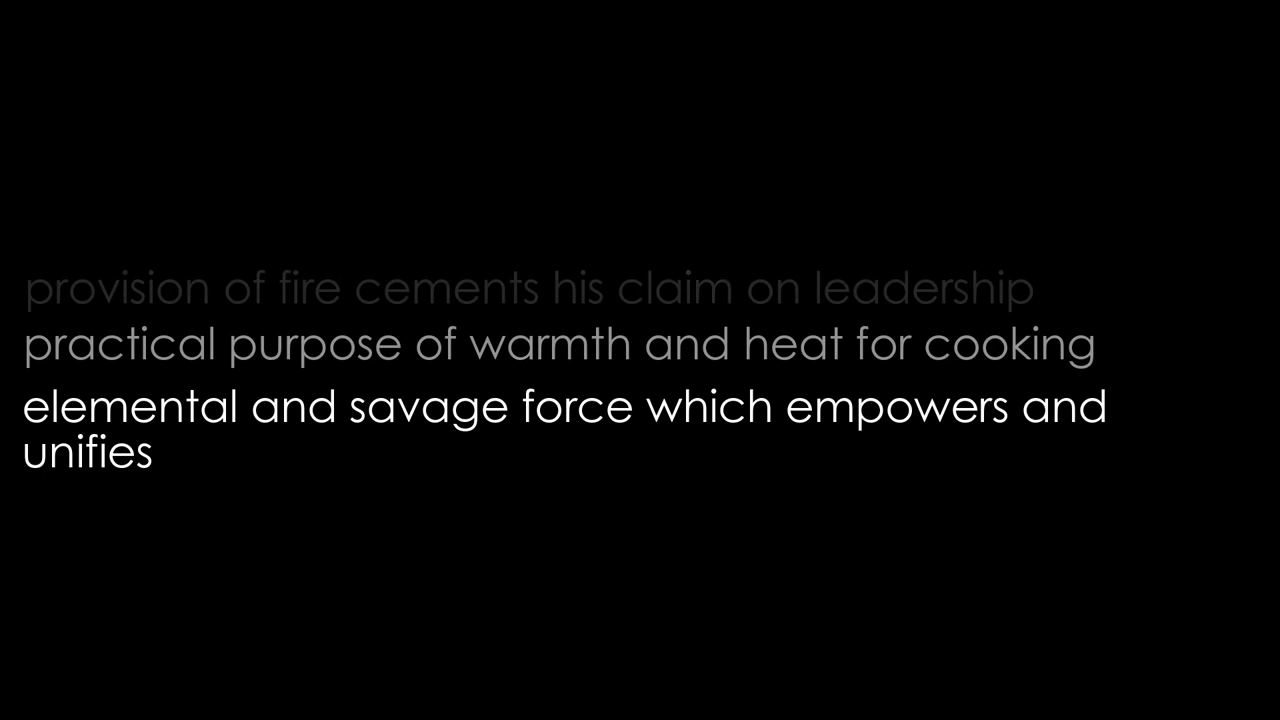 provision of fire cements his claim on leadership
practical purpose of warmth and heat for cooking
elemental and savage force which empowers and
unifies